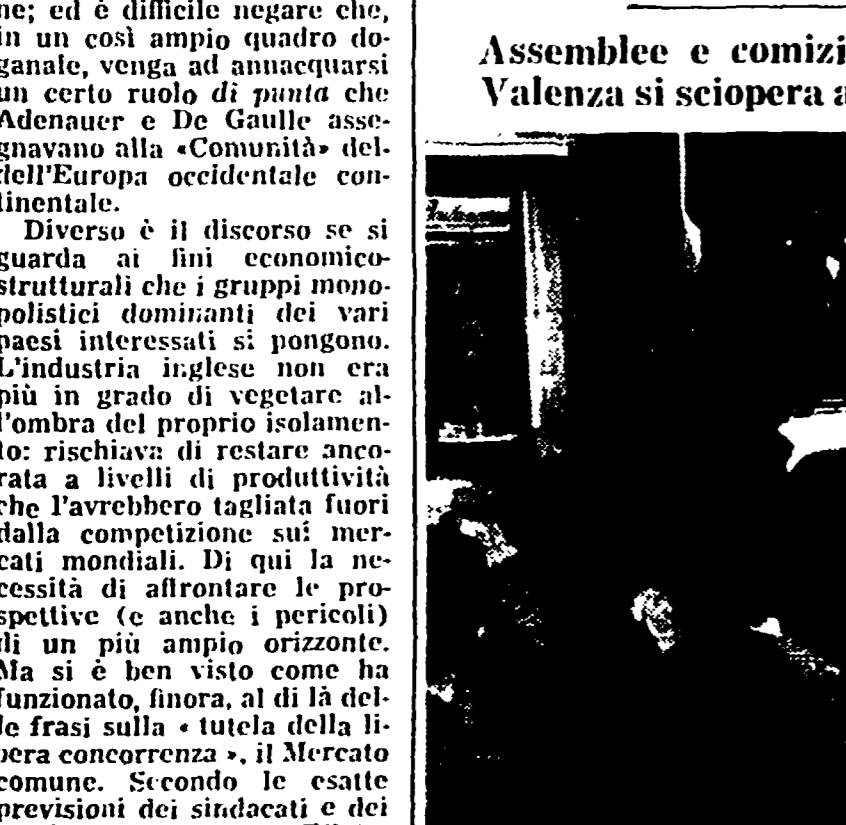 ne; ed è difficile negare che,
in un così ampio quadro do-
ganale, venga ad annacquarsi
un certo ruolo di punta che
Adenauer e De Gaulle asse-
gnavano alla «Comunità» del-
dell'Europa occidentale con-
tinentale.
Diverso è il discorso se si
guarda ai fini economico-
strutturali che i gruppi mono-
polistici dominanti dei vari
paesi interessati si pongono.
L'industria inglese non era
più in grado di vegetare al-
l'ombra del proprio isolamen-
to: rischiava di restare anco-
rata a livelli di produttività
che l'avrebbero tagliata fuori
dalla competizione sui mer-
cati mondiali. Di qui la ne-
cessità di affrontare le pro-
spettive (e anche i pericoli)
di un più ampio orizzonte.
Ma si è ben visto come ha
funzionato, finora, al di là del-
le frasi sulla « tutela della li-
bera concorrenza », il Mercato
comune. Secondo le esatte
previsioni dei sindacati e dei
Assemblee e comizi
Valenza si sciopera a